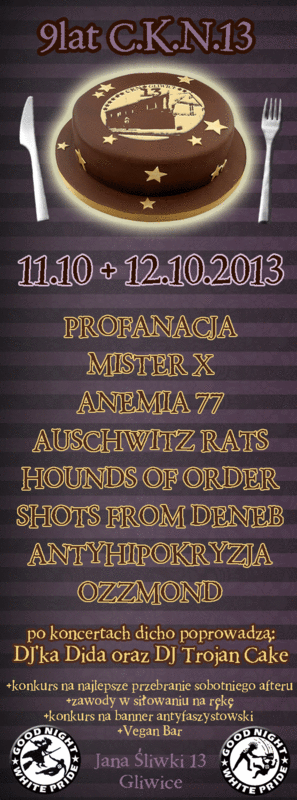 9lat C.K.N.13
13
11.10 + 12.10.2013
PROFANACJA
MISTER X
ANEMIA 77
AUSCHWITZ RATS
HOUNDS OF ORDER
SHOTS FROM DENEB
ANTYHIPOKRYZJA
OZZMOND
po koncertach dicho poprowadzą:
DJ'ka Dida oraz DJ Trojan Cake
+konkurs na najlepsze przebranie sobotniego afteru
+zawody w siłowaniu na rękę
+konkurs na banner antyfaszystowski
+Vegan Bar
GOOD NIGHT
WHITE PRIDE
Jana Śliwki 13
Gliwice
GOOD NIGHT
WHITE PRIDE